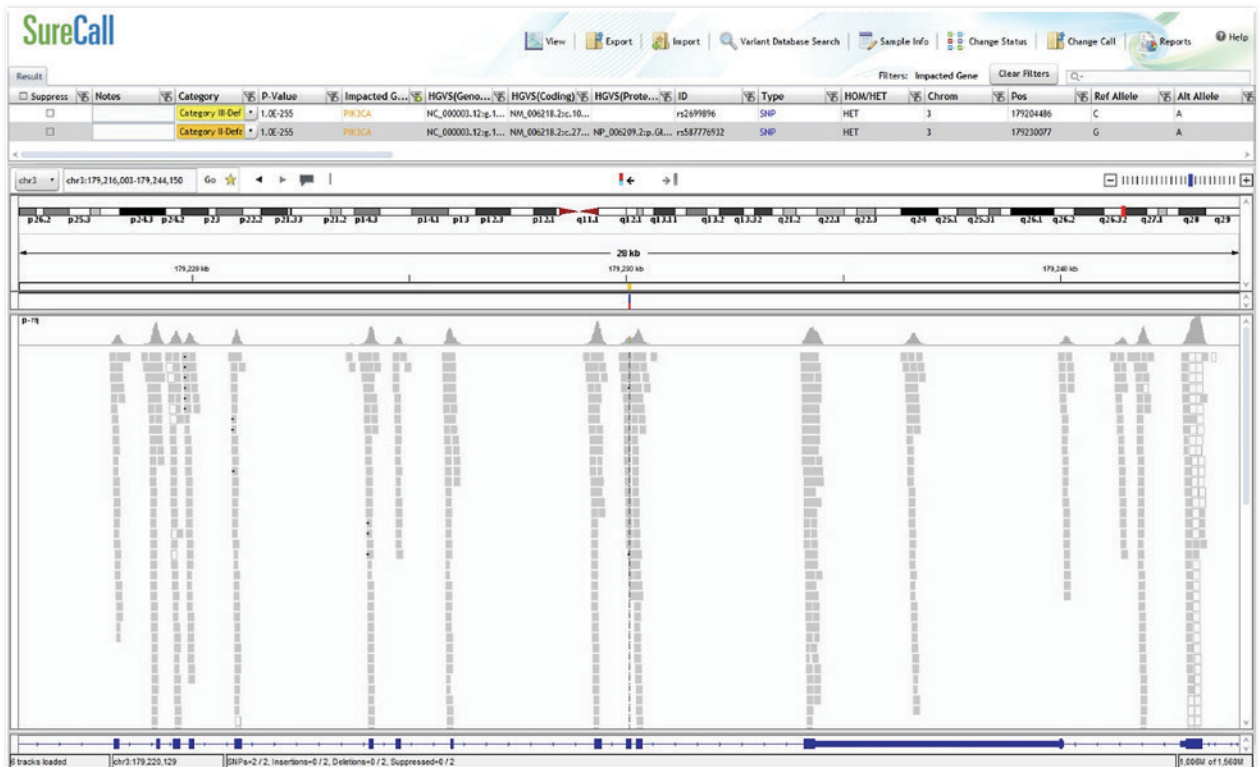 SureCall
View Export Import Variant Database Search Sample Info Change Status Change Call Reports Help
Result Filters: Impacted Gene Clear Filters
Suppress Notes Category P-Value Impacted G... HGVS(Geno... HGVS(Coding) HGVS(Prote... ID Type HOM/HET Chrom Pos Ref Allele Alt Allele
Category III-Def 1.0E-255 PIK3CA NC_000003.12:g.1... NM_006218.2:c.10... rs2699896 SNP HET 3 179204486 C A
Category II-Defa 1.0E-255 PIK3CA NC_000003.12:g.1... NM_006218.2:c.27... NP_006209.2:p.Gl... rs587776932 SNP HET 3 179230077 G A
chr3 chr3:179,216,003-179,244,150 Go
p26.2 p25.3 p24.3 p24.2 p23 p22.2 p21.33 p21.2 p14.3 p14.1 p13 p12.3 p12.1 q11.1 q12.1 q13.11 q13.2 q13.32 q21.2 q22.1 q22.3 q24 q25.1 q25.31 q26.1 q26.2 q26.32 q27.1 q28 q29
28 kb
179,220 kb 179,230 kb 179,240 kb
6 tracks loaded chr3:179,220,129 SNPs=2 / 2, Insertions=0 / 2, Deletions=0 / 2, Suppressed=0 / 2 1,006M of 1,560M